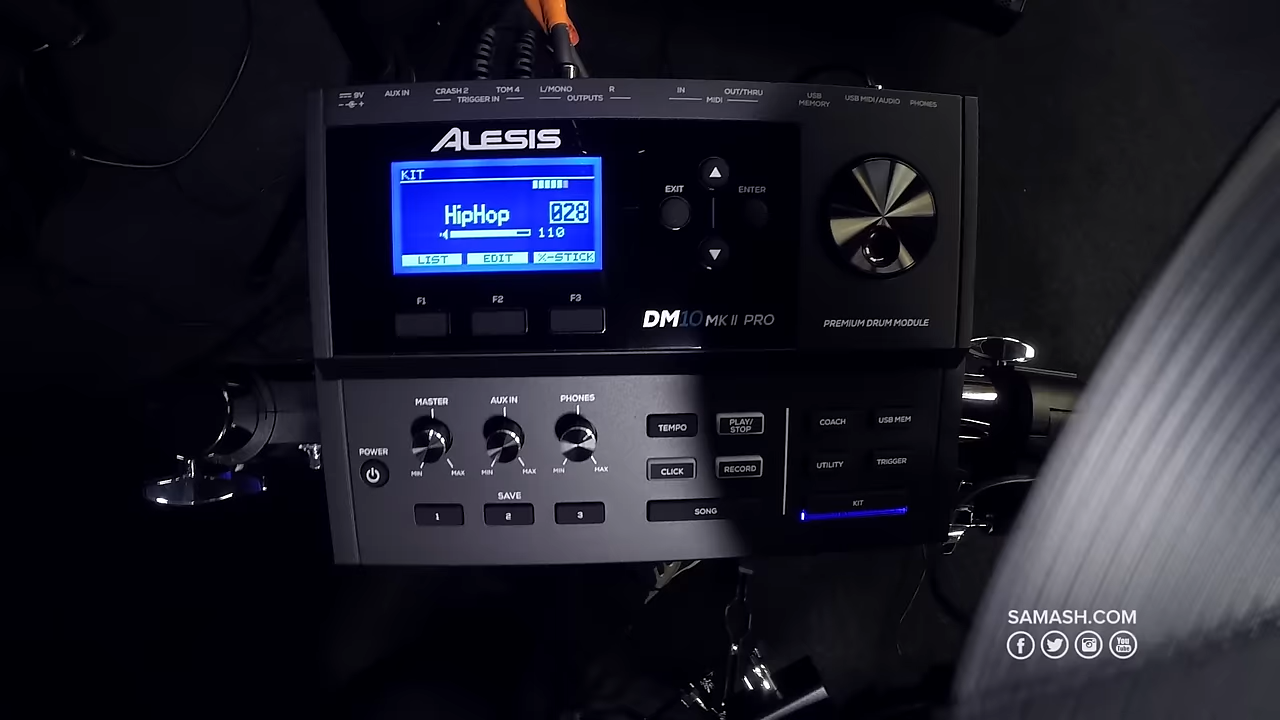 9V
AUX IN
CRASH 2
TOM 4
TRIGGER IN
L/MONO
R
OUTPUTS
IN
OUT/THRU
MIDI
USB
MEMORY
USB MIDI/AUDIO
PHONES
ALESIS
KIT
HipHop
028
110
LIST
EDIT
X-STICK
F1
F2
F3
EXIT
ENTER
DM10 MK II PRO
PREMIUM DRUM MODULE
MASTER
AUX IN
PHONES
MIN
MAX
MIN
MAX
MIN
MAX
POWER
SAVE
1
2
3
TEMPO
PLAY/
STOP
CLICK
RECORD
SONG
COACH
USB MEM
UTILITY
TRIGGER
KIT
SAMASH.COM
You
Tube